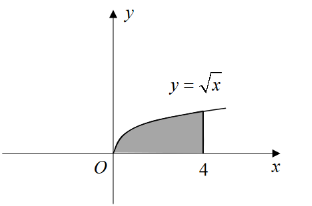 y
y = √x
O
4
x